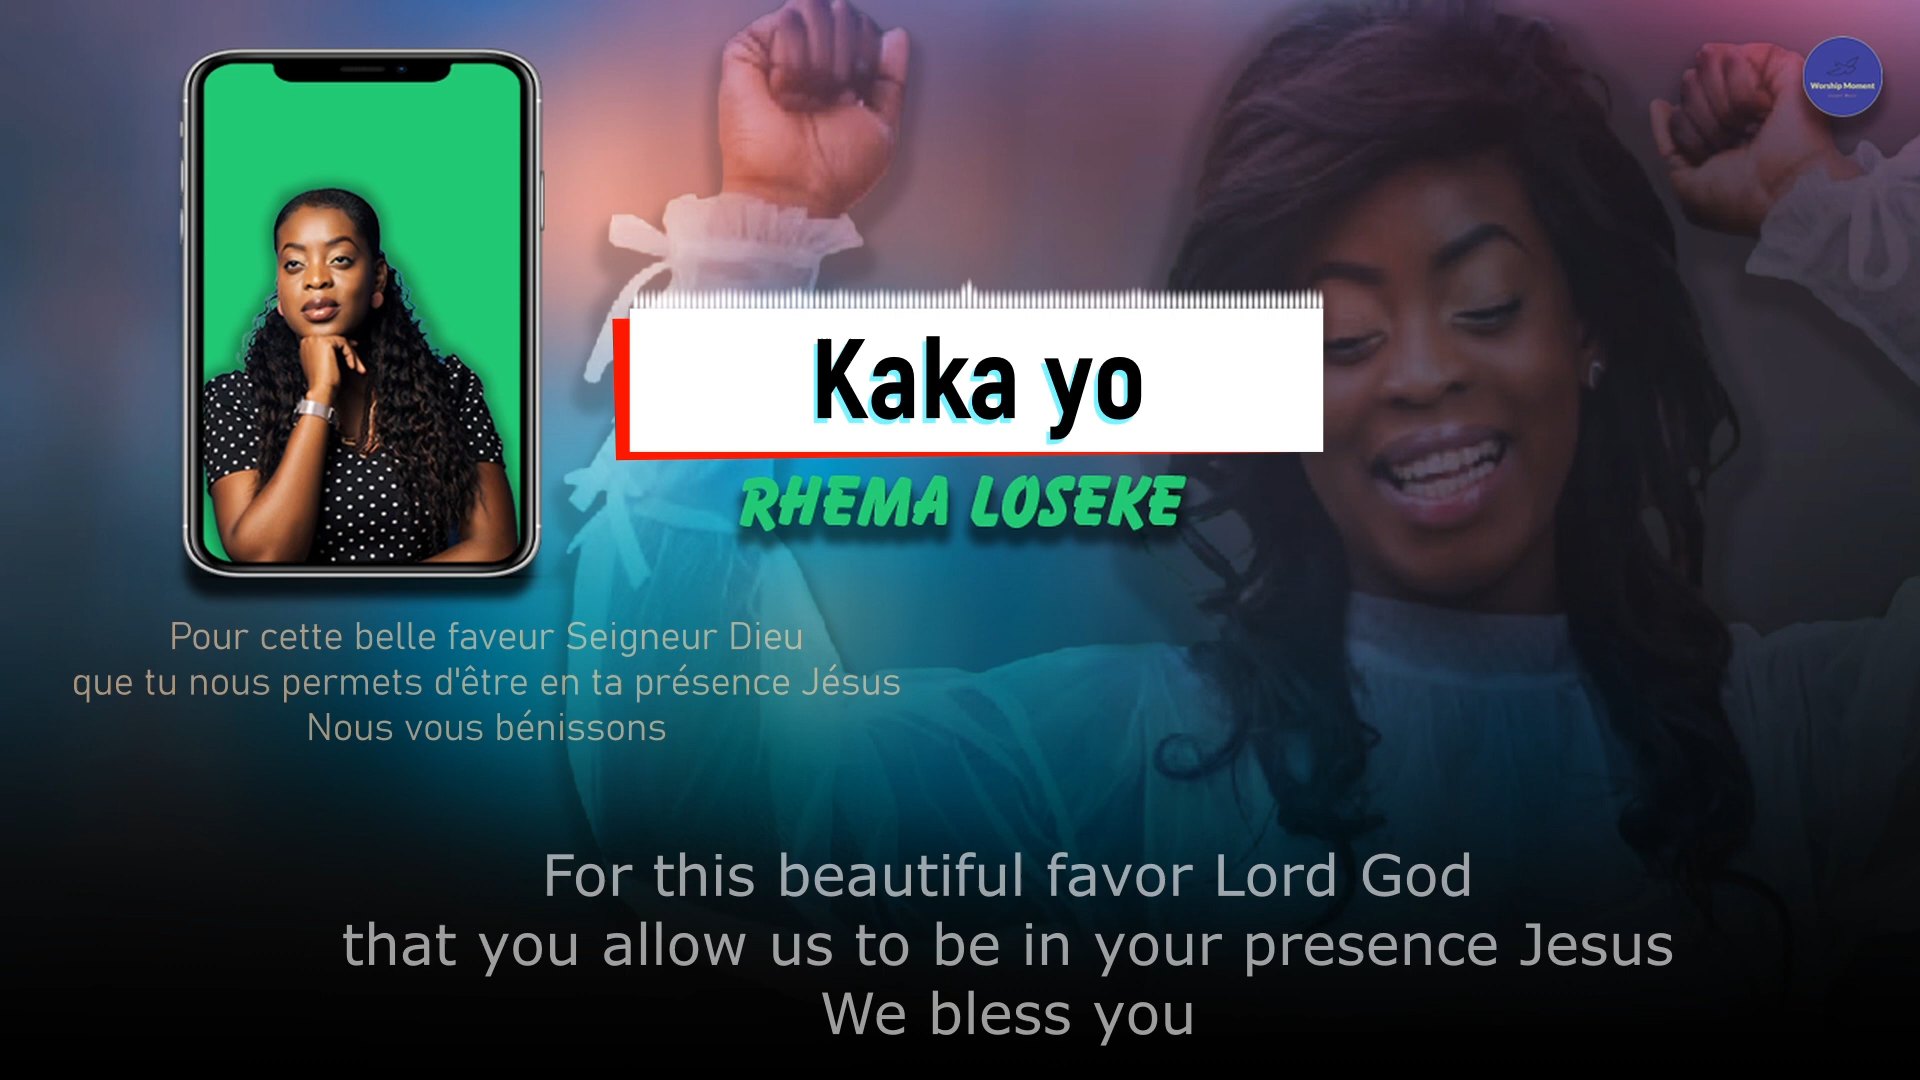 Worship Moment
Kaka yo
RHEMA LOSEKE
Pour cette belle faveur Seigneur Dieu
que tu nous permets d'être en ta présence Jésus
Nous vous bénissons
For this beautiful favor Lord God
that you allow us to be in your presence Jesus
We bless you